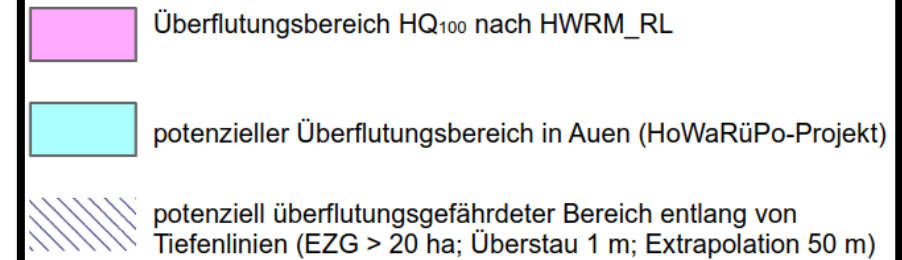 Überflutungsbereich HQ100 nach HWRM_RL
potenzieller Überflutungsbereich in Auen (HoWaRüPo-Projekt)
potenziell überflutungsgefährdeter Bereich entlang von
Tiefenlinien (EZG > 20 ha; Überstau 1 m; Extrapolation 50 m)